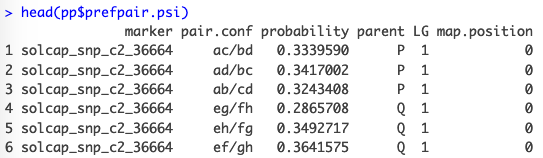 > head(pp$prefpair.psi)
marker pair.conf probability parent LG map.position
1 solcap_snp_c2_36664 ac/bd 0.3339590 P 1 0
2 solcap_snp_c2_36664 ad/bc 0.3417002 P 1 0
3 solcap_snp_c2_36664 ab/cd 0.3243408 P 1 0
4 solcap_snp_c2_36664 eg/fh 0.2865708 Q 1 0
5 solcap_snp_c2_36664 eh/fg 0.3492717 Q 1 0
6 solcap_snp_c2_36664 ef/gh 0.3641575 Q 1 0